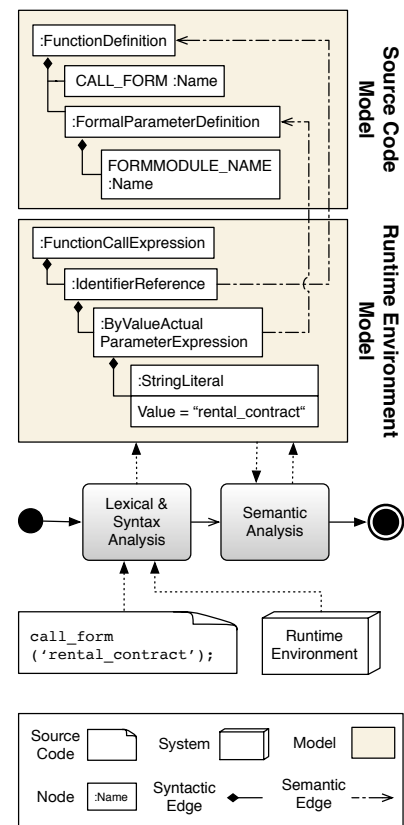 :FunctionDefinition
CALL_FORM :Name
:FormalParameterDefinition
FORMMODULE_NAME
:Name
Source Code
Model
:FunctionCallExpression
:IdentifierReference
:ByValueActual
ParameterExpression
:StringLiteral
Value = “rental_contract“
Runtime Environment
Model
Lexical &
Syntax
Analysis
Semantic
Analysis
call_form
(‘rental_contract’);
Runtime
Environment
Source
Code
System
Model
Node
:Name
Syntactic
Edge
Semantic
Edge